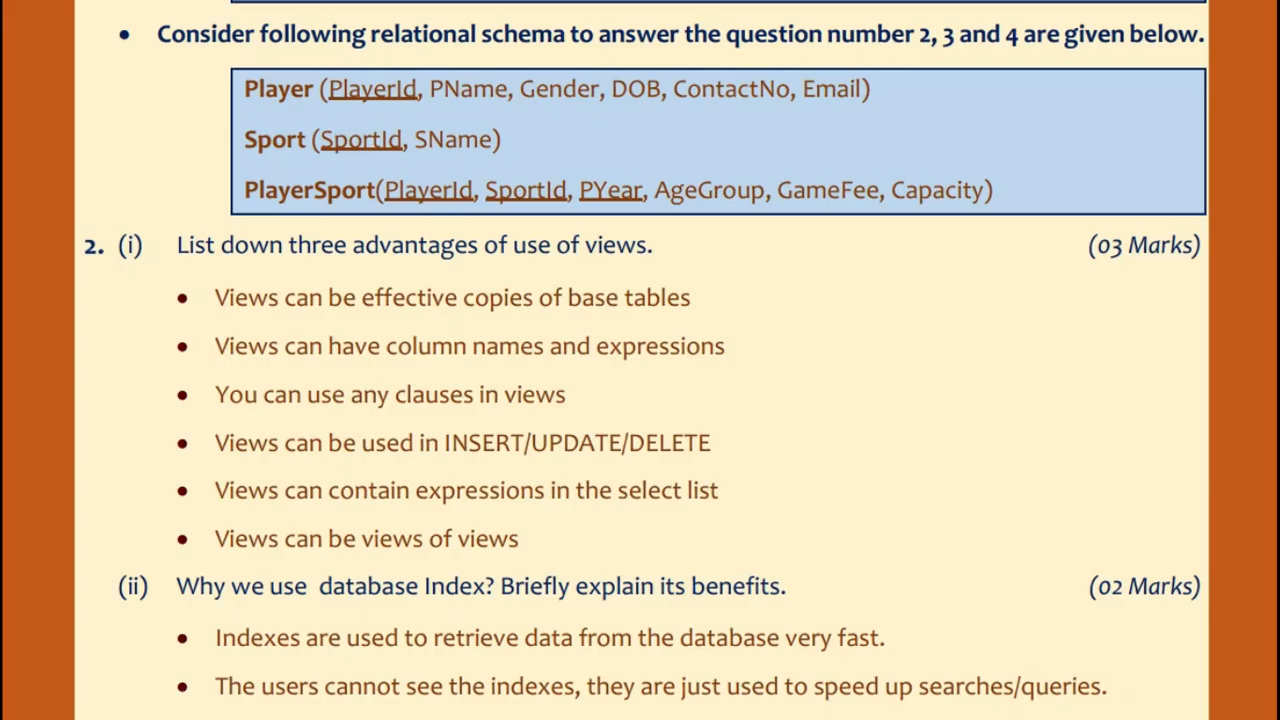 • Consider following relational schema to answer the question number 2, 3 and 4 are given below.
Player (PlayerId, PName, Gender, DOB, ContactNo, Email)
Sport (SportId, SName)
PlayerSport(PlayerId, SportId, PYear, AgeGroup, GameFee, Capacity)
2. (i) List down three advantages of use of views. (03 Marks)
• Views can be effective copies of base tables
• Views can have column names and expressions
• You can use any clauses in views
• Views can be used in INSERT/UPDATE/DELETE
• Views can contain expressions in the select list
• Views can be views of views
(ii) Why we use database Index? Briefly explain its benefits. (02 Marks)
• Indexes are used to retrieve data from the database very fast.
• The users cannot see the indexes, they are just used to speed up searches/queries.